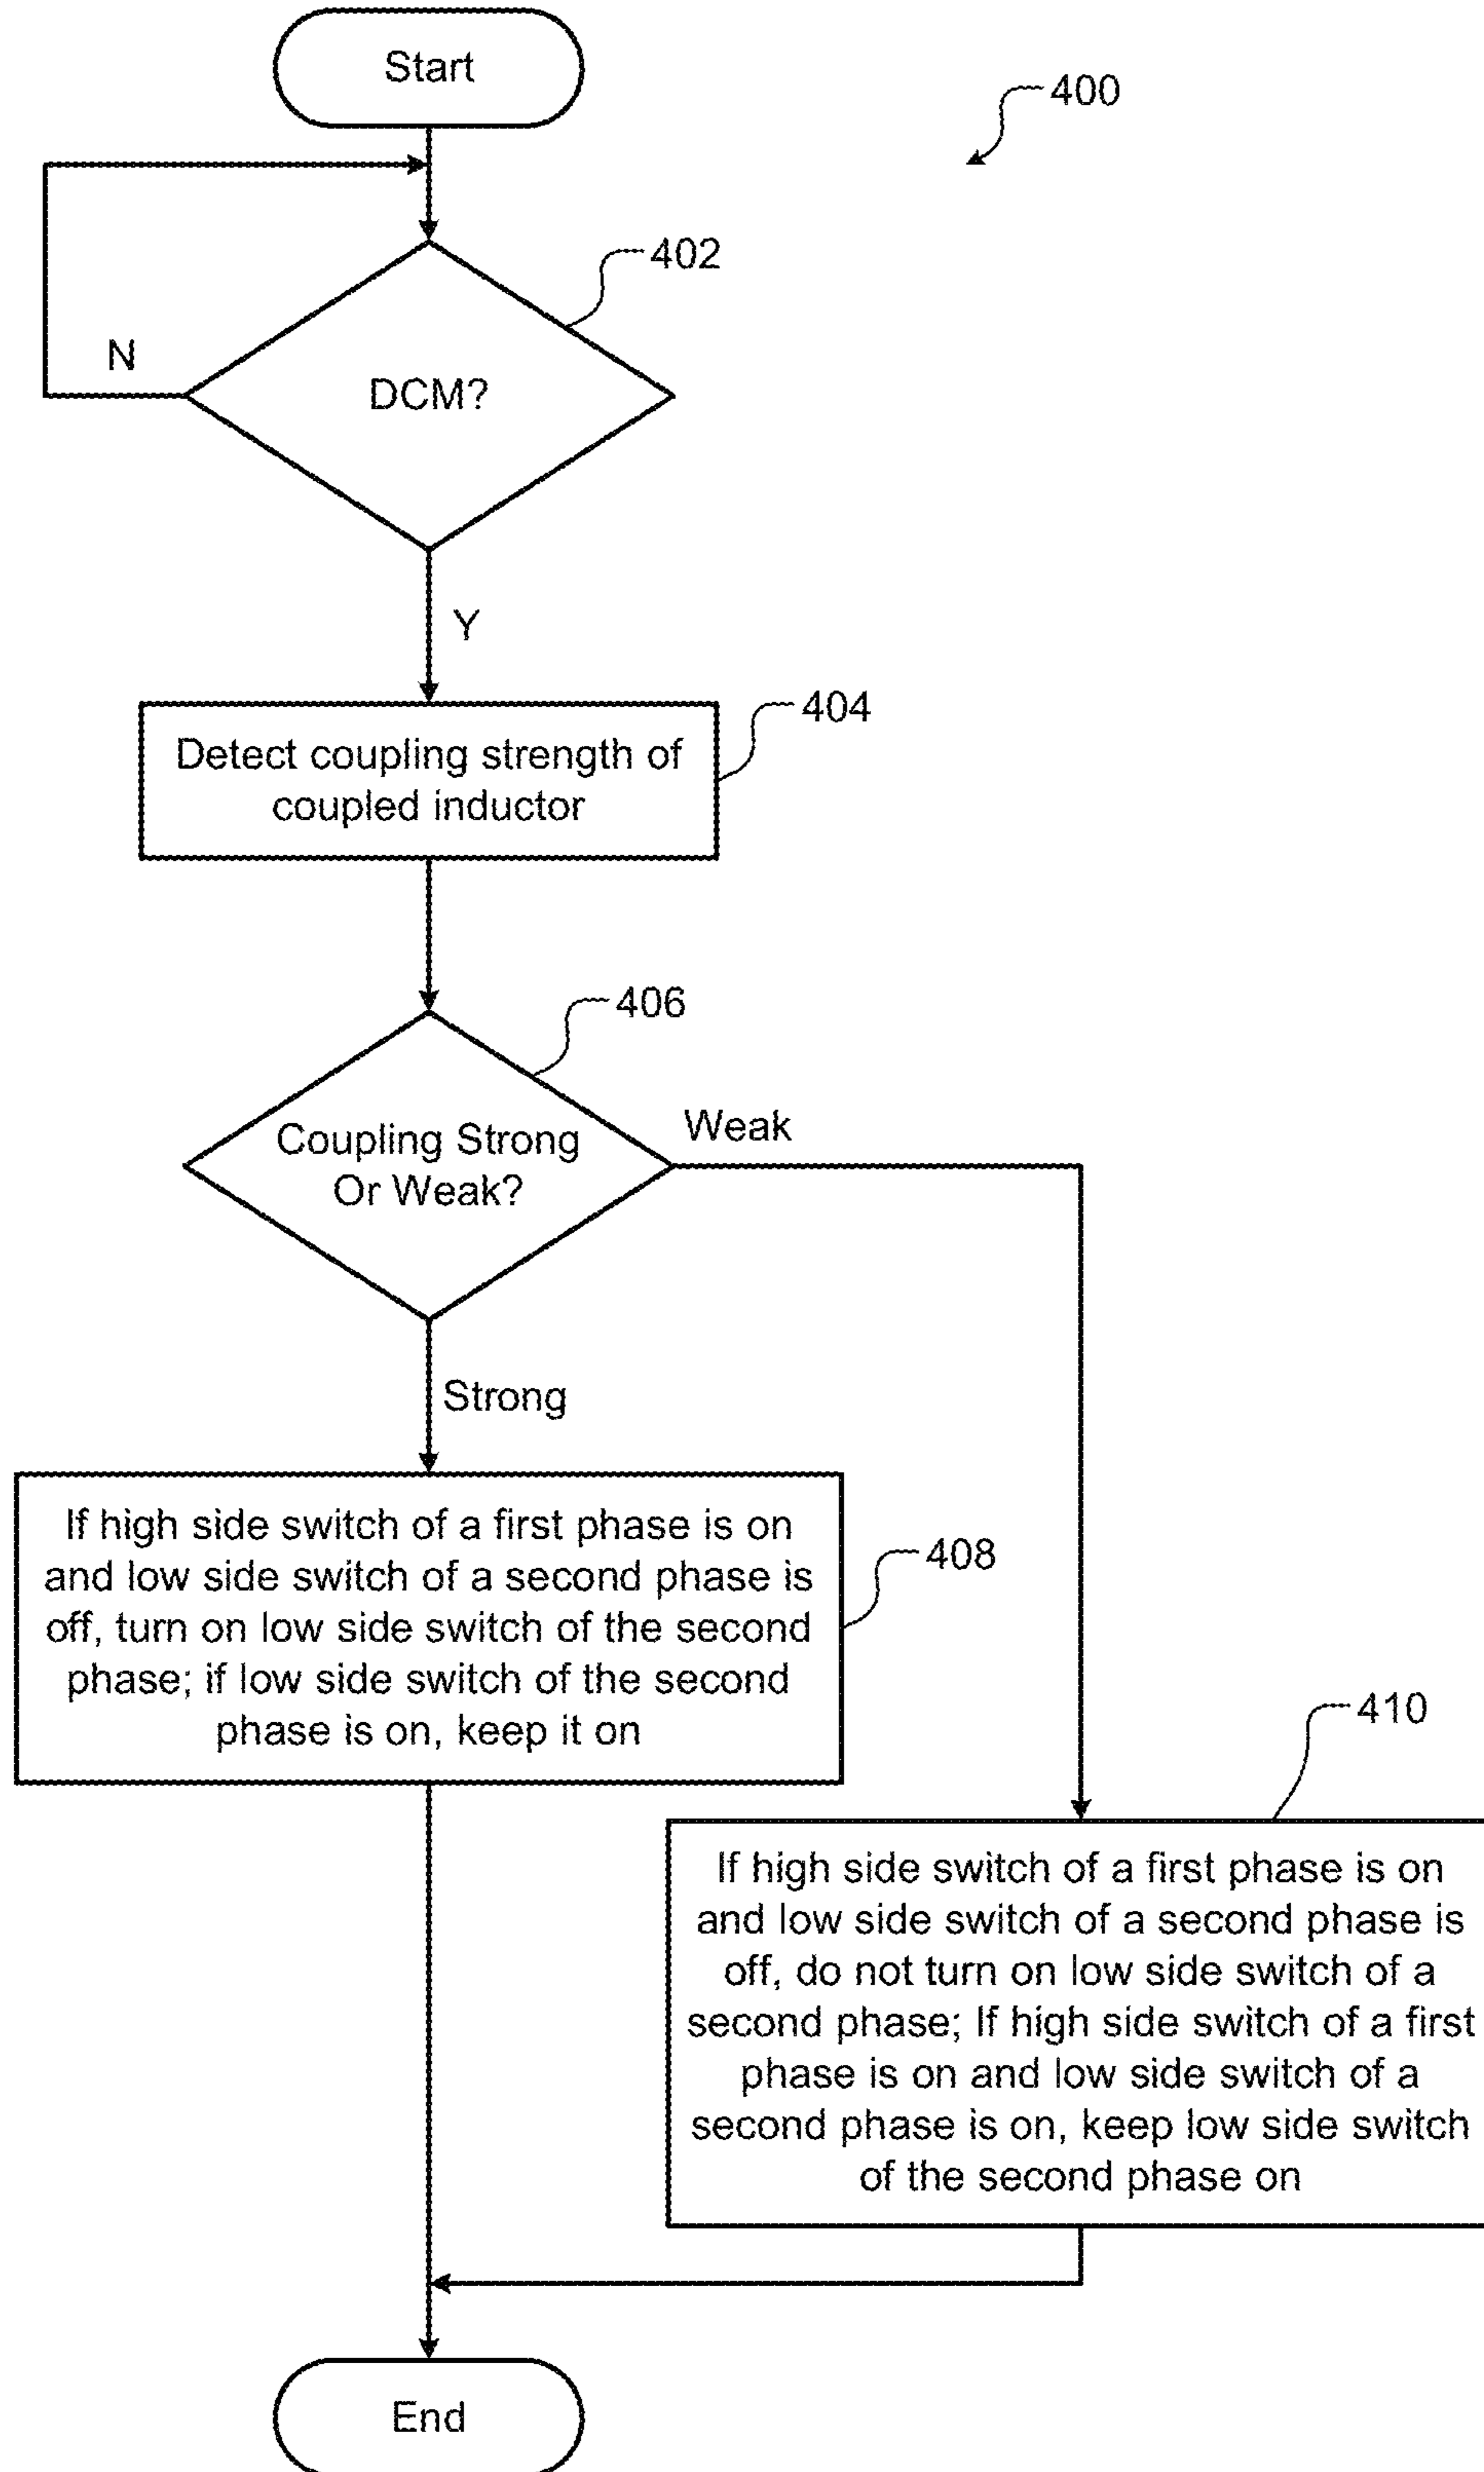 Start
400
402
N
DCM?
Y
404
Detect coupling strength of
coupled inductor
406
Weak
Coupling Strong
Or Weak?
Strong
If high side switch of a first phase is on
and low side switch of a second phase is
off, turn on low side switch of the second
phase; if low side switch of the second
phase is on, keep it on
408
410
If high side switch of a first phase is on
and low side switch of a second phase is
off, do not turn on low side switch of a
second phase; If high side switch of a first
phase is on and low side switch of a
second phase is on, keep low side switch
of the second phase on
End